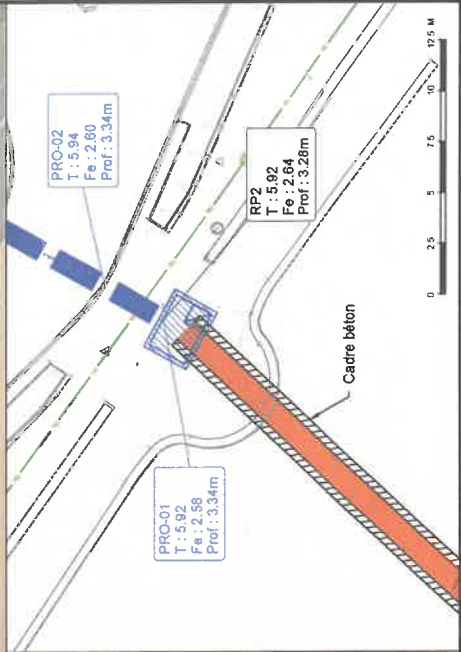 PRO-02
T : 5.94
Fe : 2.60
Prof : 3.34m
RP2
T : 5.92
Fe : 2.64
Prof : 3.28m
PRO-01
T : 5.92
Fe : 2.58
Prof : 3.34m
Cadre béton
0
2.5
5
7.5
10
12.5 M